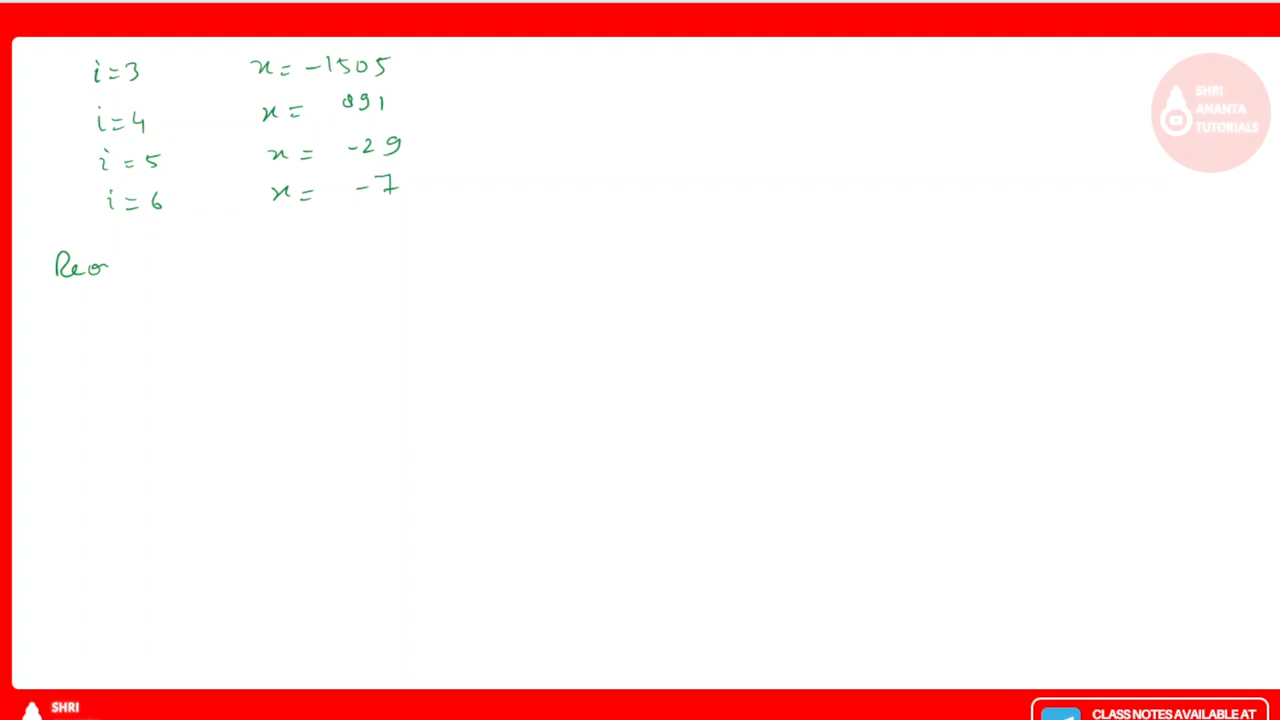 i = 3 x = -1505
i = 4 x = 891
i = 5 x = -29
i = 6 x = -7
Reo
SHRI
ANANTA
TUTORIALS
SHRI
CLASS NOTES AVAILABLE AT